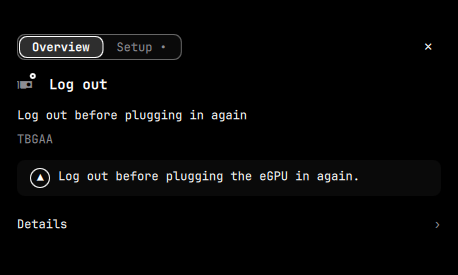 Overview Setup •
×
Log out
Log out before plugging in again
TBGAA
Log out before plugging the eGPU in again.
Details ›